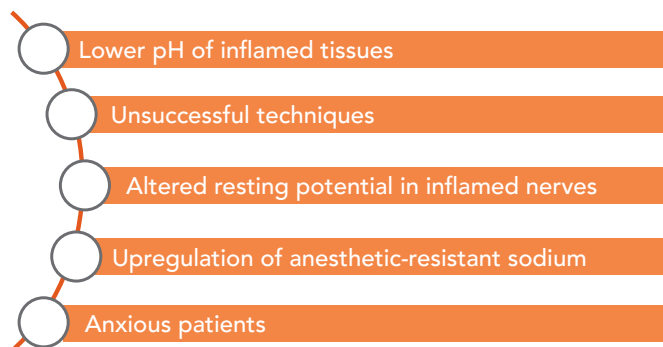 Lower pH of inflamed tissues
Unsuccessful techniques
Altered resting potential in inflamed nerves
Upregulation of anesthetic-resistant sodium
Anxious patients